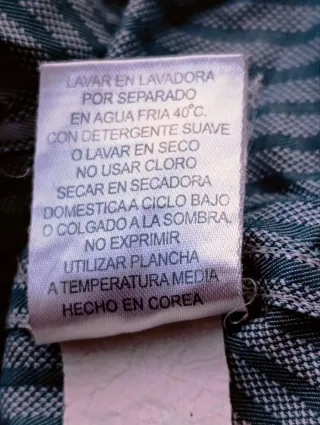 LAVAR EN LAVADORA
POR SEPARADO
EN AGUA FRIA 40°C.
CON DETERGENTE SUAVE
O LAVAR EN SECO
NO USAR CLORO
SECAR EN SECADORA
DOMESTICA A CICLO BAJO
O COLGADO A LA SOMBRA.
NO EXPRIMIR
UTILIZAR PLANCHA
A TEMPERATURA MEDIA
HECHO EN COREA